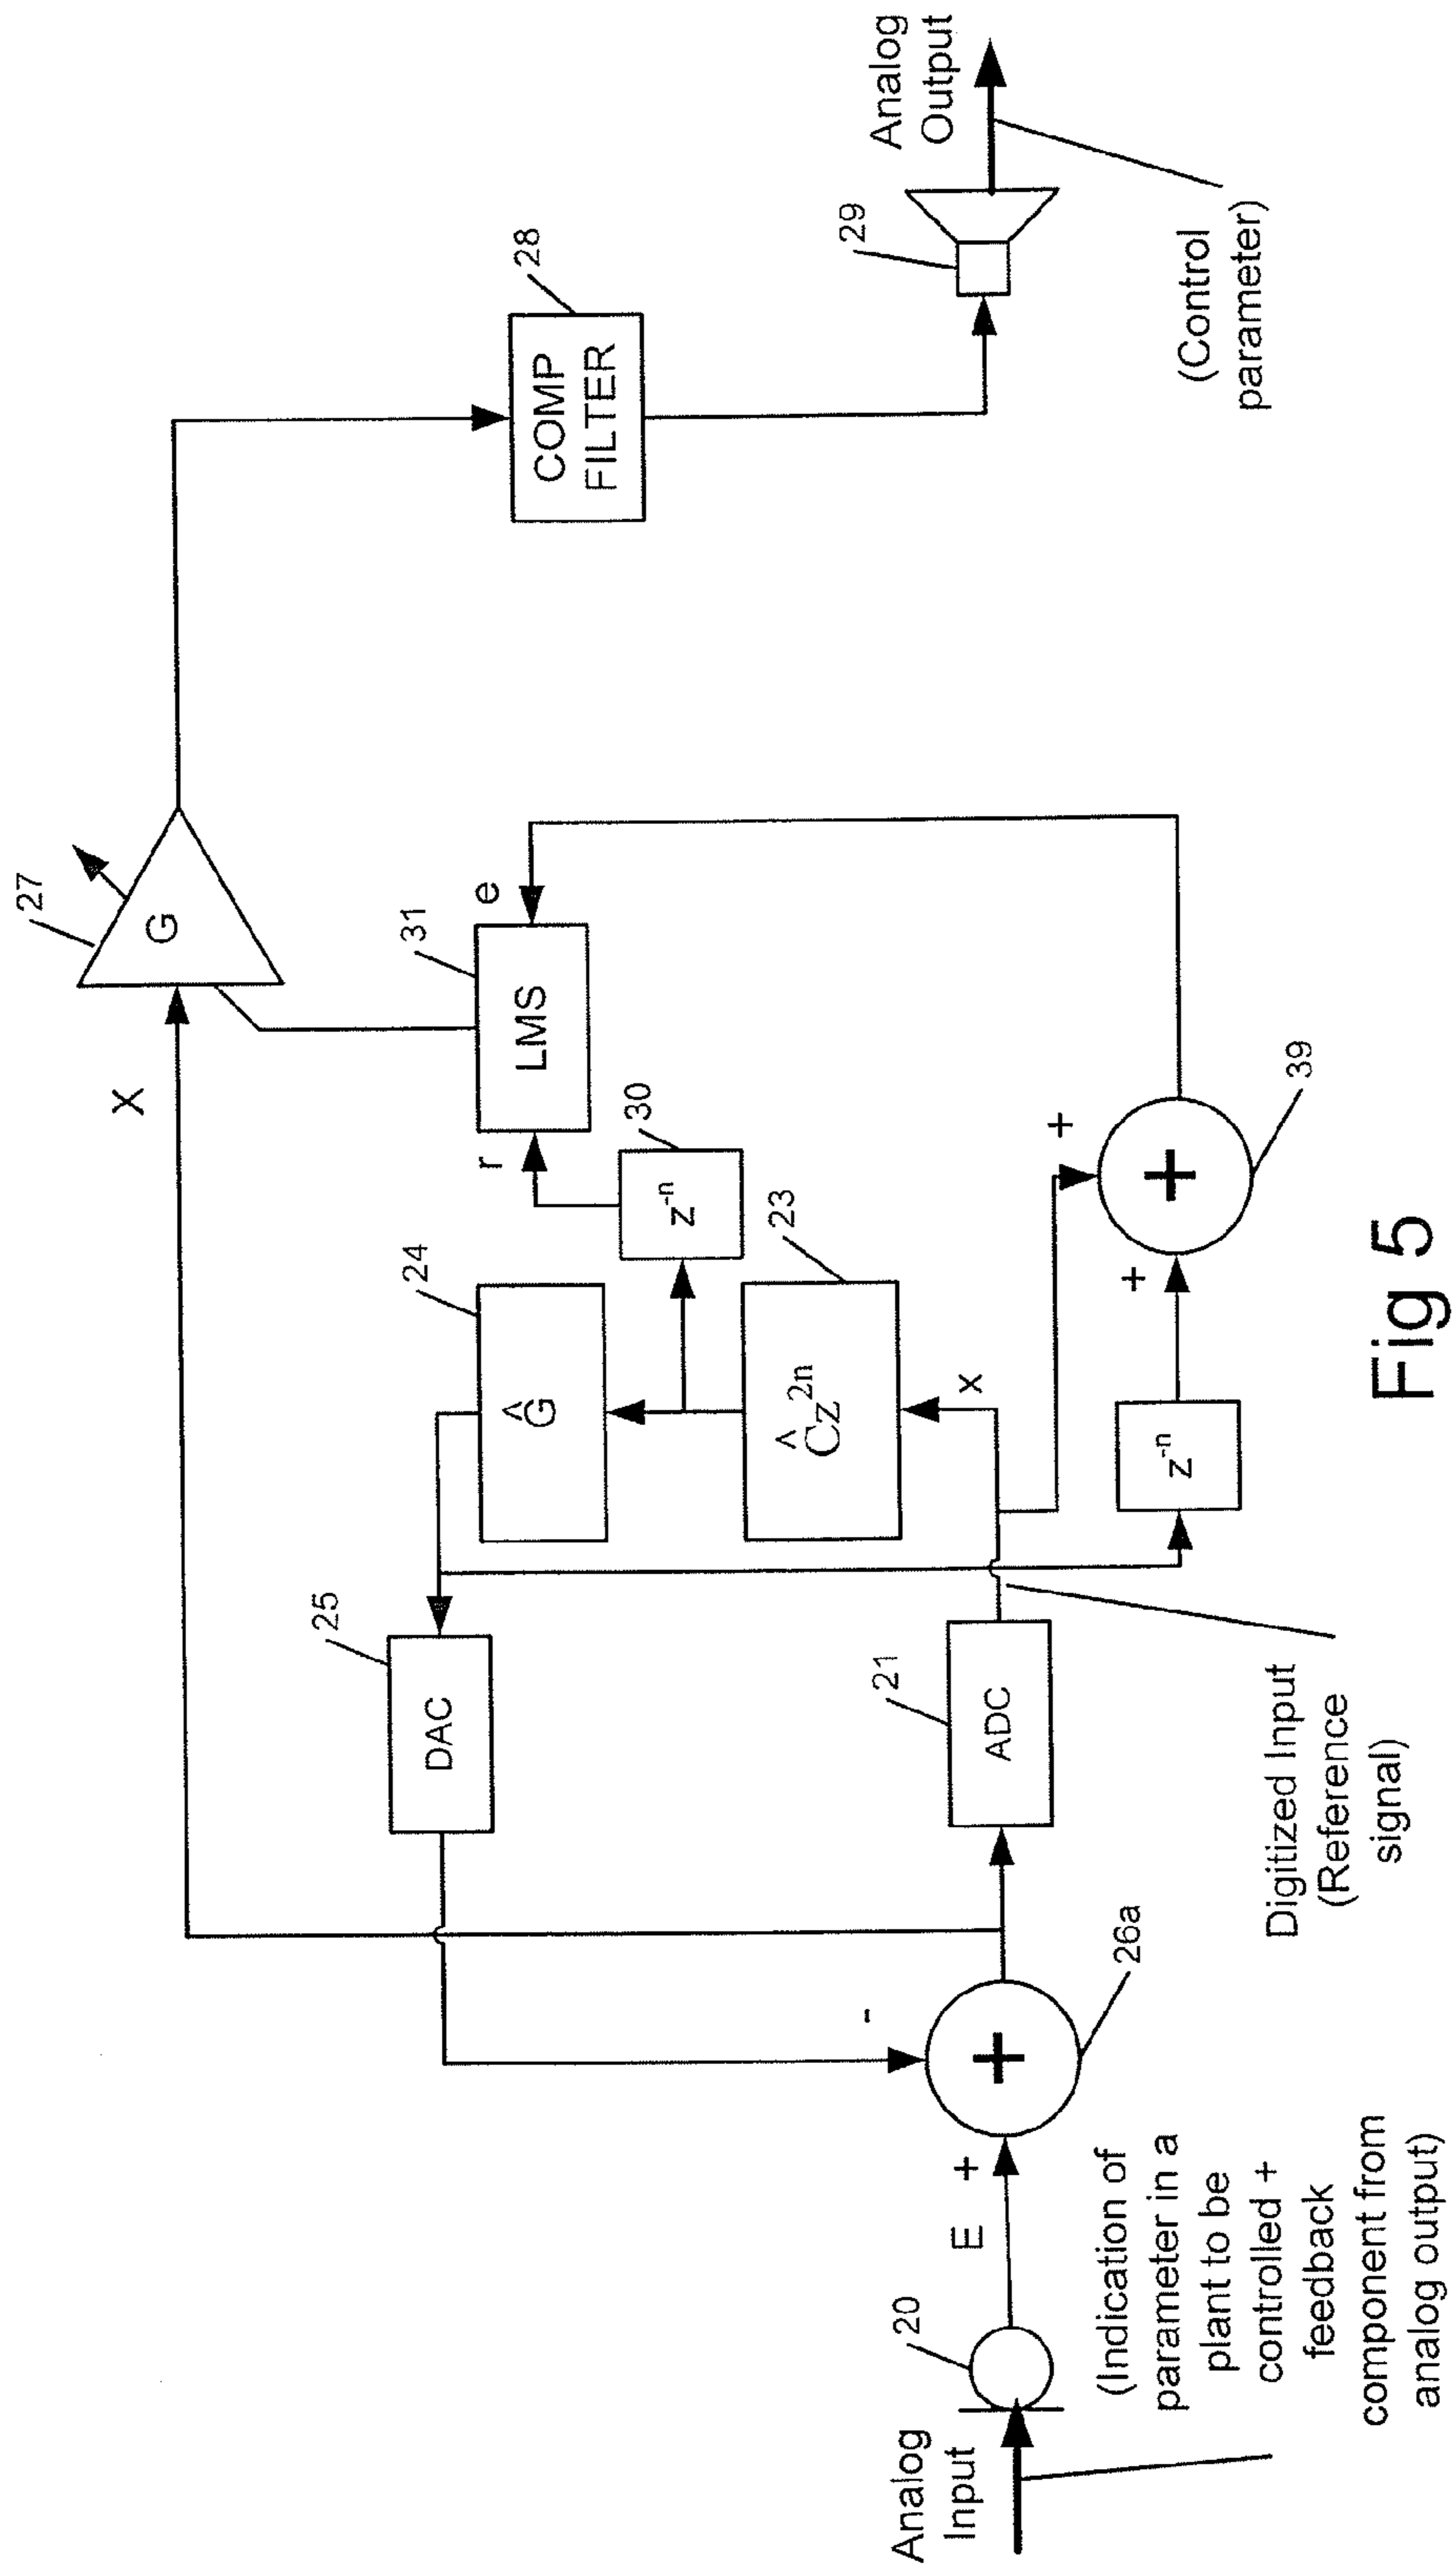 27
G
X
28
COMP
FILTER
Analog
Output
29
(Control
parameter)
31
e
LMS
r
30
z⁻ⁿ
24
Ĝ
23
Ĉz²ⁿ
x
25
DAC
21
ADC
+
+
+
39
z⁻ⁿ
Digitized Input
(Reference
signal)
-
+
26a
E
+
20
Analog
Input
(Indication of
parameter in a
plant to be
controlled +
feedback
component from
analog output)
Fig 5